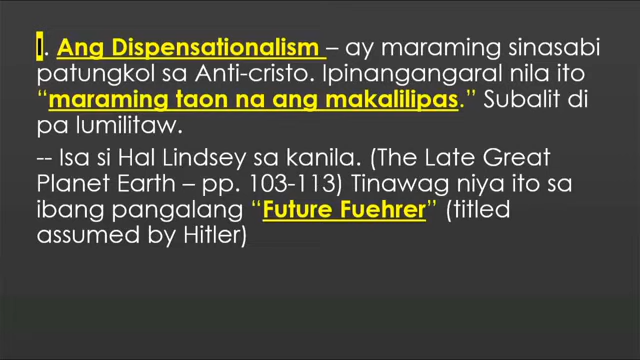 I. Ang Dispensationalism – ay maraming sinasabi
patungkol sa Anti-cristo. Ipinangangaral nila ito
“maraming taon na ang makalilipas.” Subalit di
pa lumilitaw.
-- Isa si Hal Lindsey sa kanila. (The Late Great
Planet Earth – pp. 103-113) Tinawag niya ito sa
ibang pangalang “Future Fuehrer” (titled
assumed by Hitler)